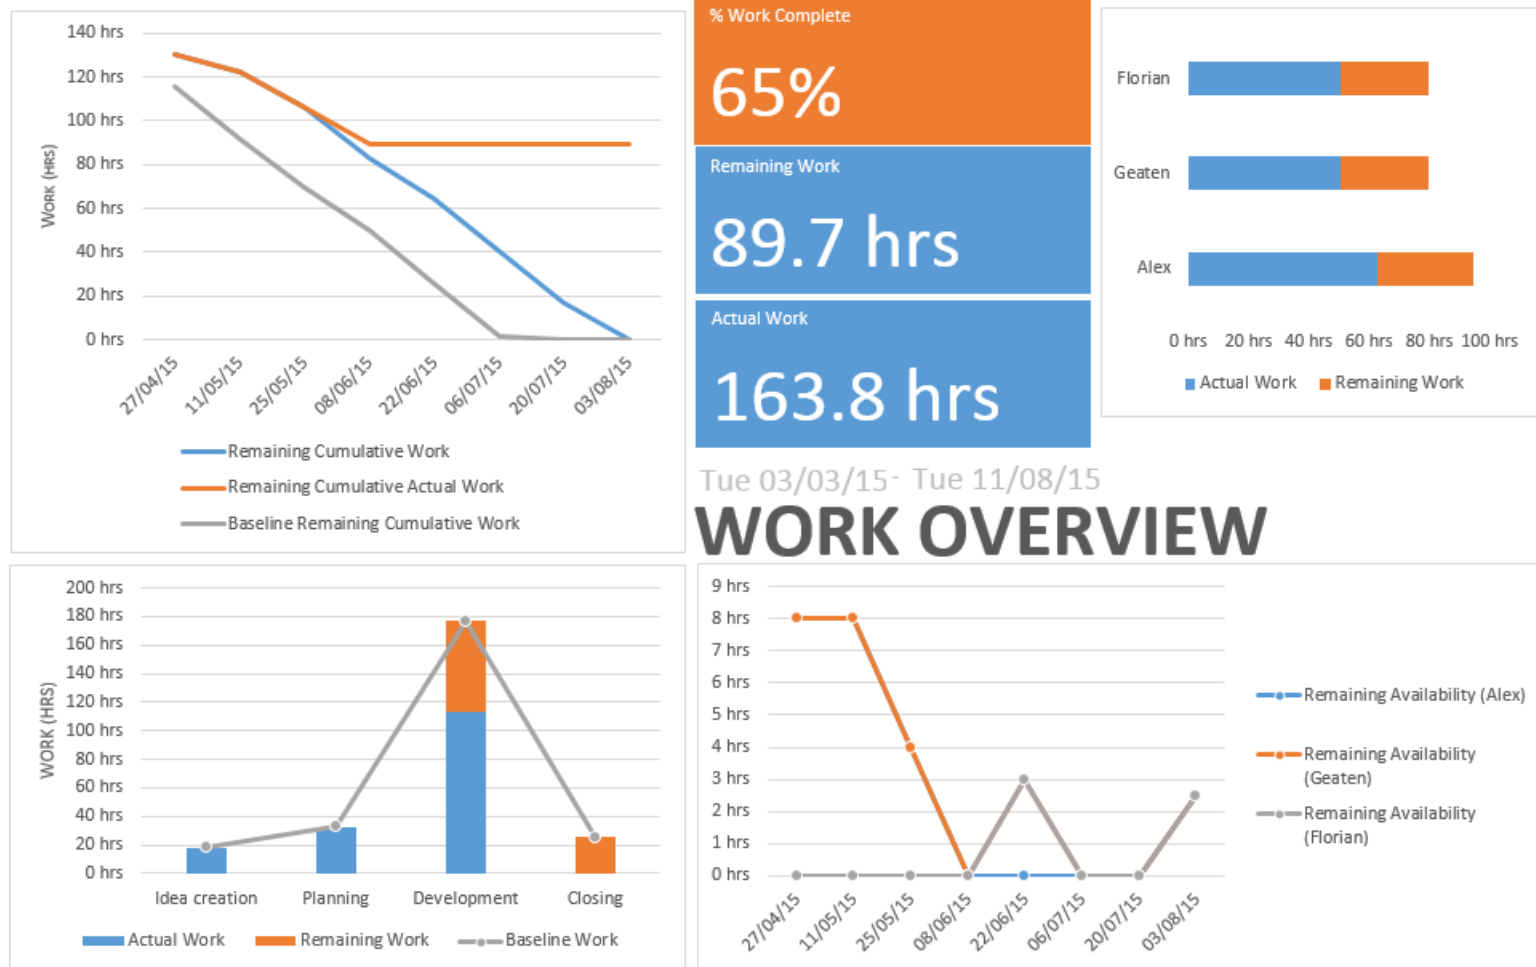 140 hrs
120 hrs
100 hrs
80 hrs
60 hrs
40 hrs
20 hrs
0 hrs
WORK (HRS)
27/04/15
11/05/15
25/05/15
08/06/15
22/06/15
06/07/15
20/07/15
03/08/15
Remaining Cumulative Work
Remaining Cumulative Actual Work
Baseline Remaining Cumulative Work
% Work Complete
65%
Remaining Work
89.7 hrs
Actual Work
163.8 hrs
Florian
Geaten
Alex
0 hrs 20 hrs 40 hrs 60 hrs 80 hrs 100 hrs
Actual Work Remaining Work
Tue 03/03/15 - Tue 11/08/15
WORK OVERVIEW
200 hrs
180 hrs
160 hrs
140 hrs
120 hrs
100 hrs
80 hrs
60 hrs
40 hrs
20 hrs
0 hrs
WORK (HRS)
Idea creation Planning Development Closing
Actual Work Remaining Work Baseline Work
9 hrs
8 hrs
7 hrs
6 hrs
5 hrs
4 hrs
3 hrs
2 hrs
1 hrs
0 hrs
27/04/15
11/05/15
25/05/15
08/06/15
22/06/15
06/07/15
20/07/15
03/08/15
Remaining Availability (Alex)
Remaining Availability
(Geaten)
Remaining Availability
(Florian)